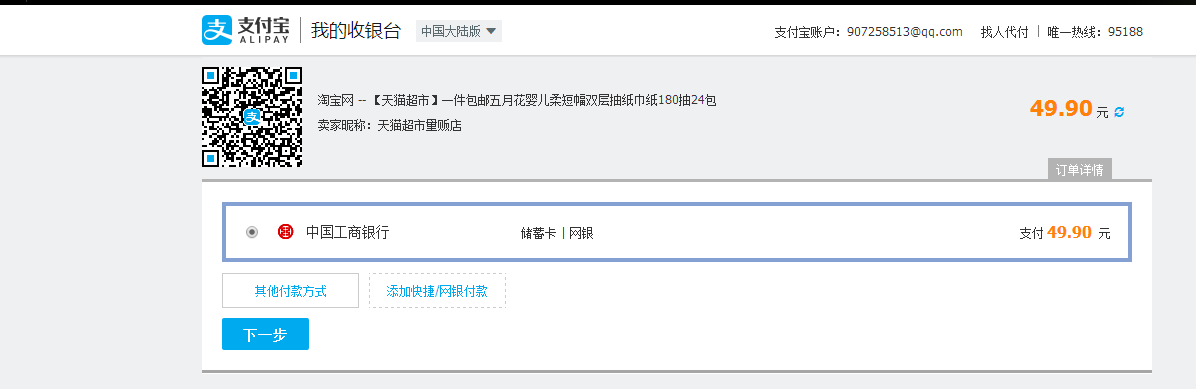 支付宝 ALIPAY 我的收银台 中国大陆版 支付宝账户：907258513@qq.com 找人代付 | 唯一热线：95188
淘宝网 -- 【天猫超市】一件包邮五月花婴儿柔短幅双层抽纸巾纸180抽24包
49.90 元
卖家昵称：天猫超市量贩店
订单详情
中国工商银行 储蓄卡 | 网银 支付 49.90 元
其他付款方式 添加快捷/网银付款
下一步